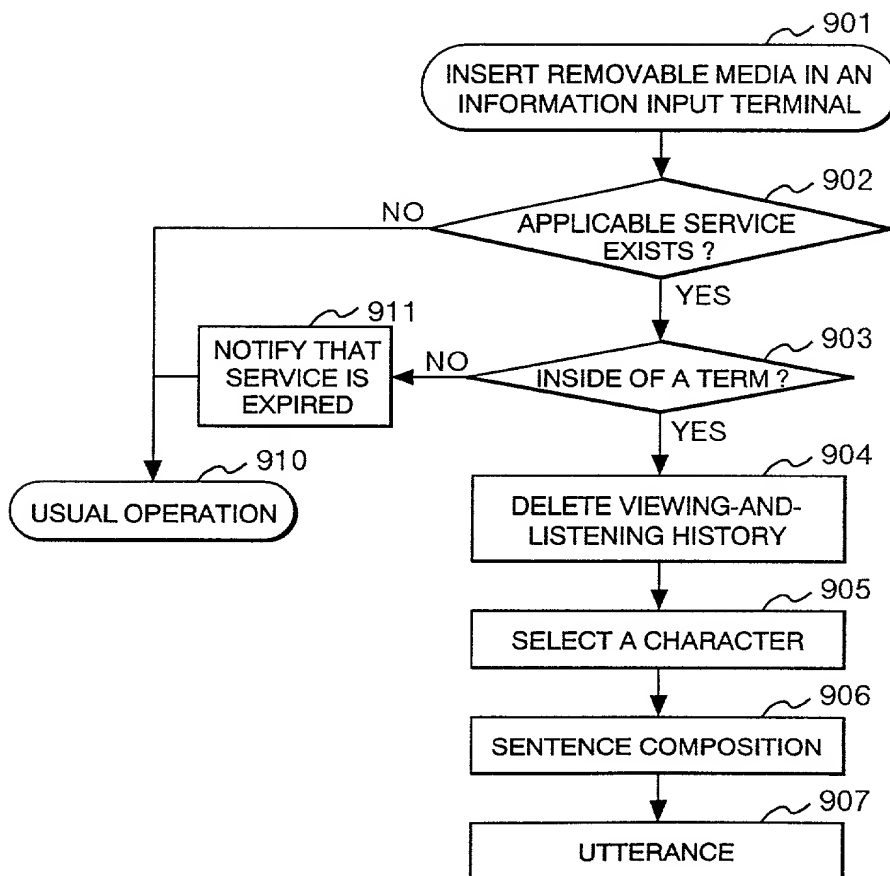 901
INSERT REMOVABLE MEDIA IN AN
INFORMATION INPUT TERMINAL
902
NO
APPLICABLE SERVICE
EXISTS ?
YES
911
NOTIFY THAT
SERVICE IS
EXPIRED
NO
903
INSIDE OF A TERM ?
YES
910
USUAL OPERATION
904
DELETE VIEWING-AND-
LISTENING HISTORY
905
SELECT A CHARACTER
906
SENTENCE COMPOSITION
907
UTTERANCE